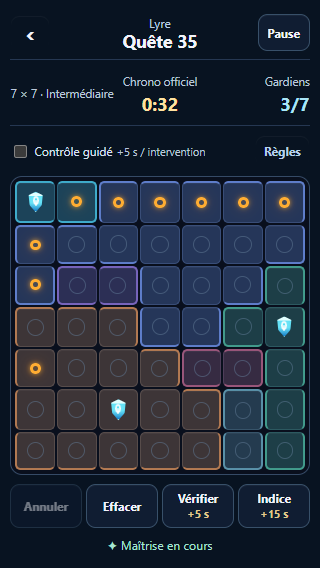 Lyre
‹ Quête 35 Pause
7 × 7 · Intermédiaire
Chrono officiel
0:32
Gardiens
3/7
Contrôle guidé +5 s / intervention Règles
Annuler
Effacer
Vérifier
+5 s
Indice
+15 s
✦ Maîtrise en cours